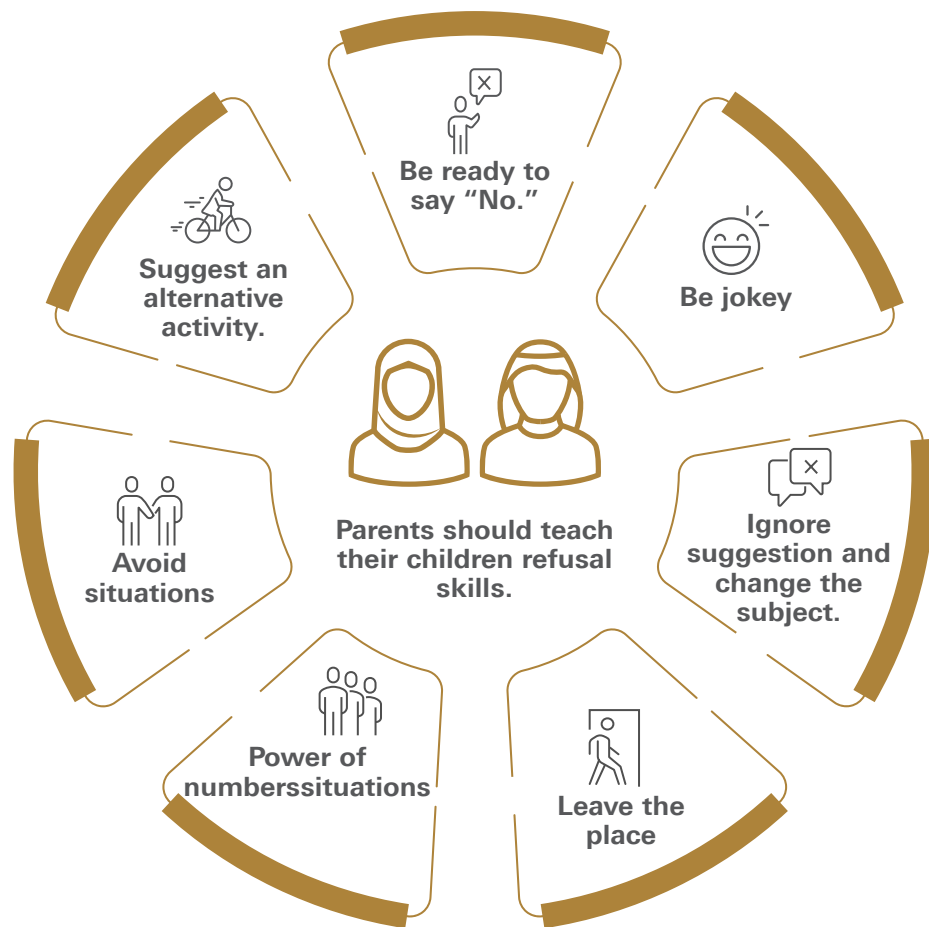 Be ready to
say “No.”
Be jokey
Ignore
suggestion and
change the
subject.
Leave the
place
Power of
numberssituations
Avoid
situations
Suggest an
alternative
activity.
Parents should teach
their children refusal
skills.